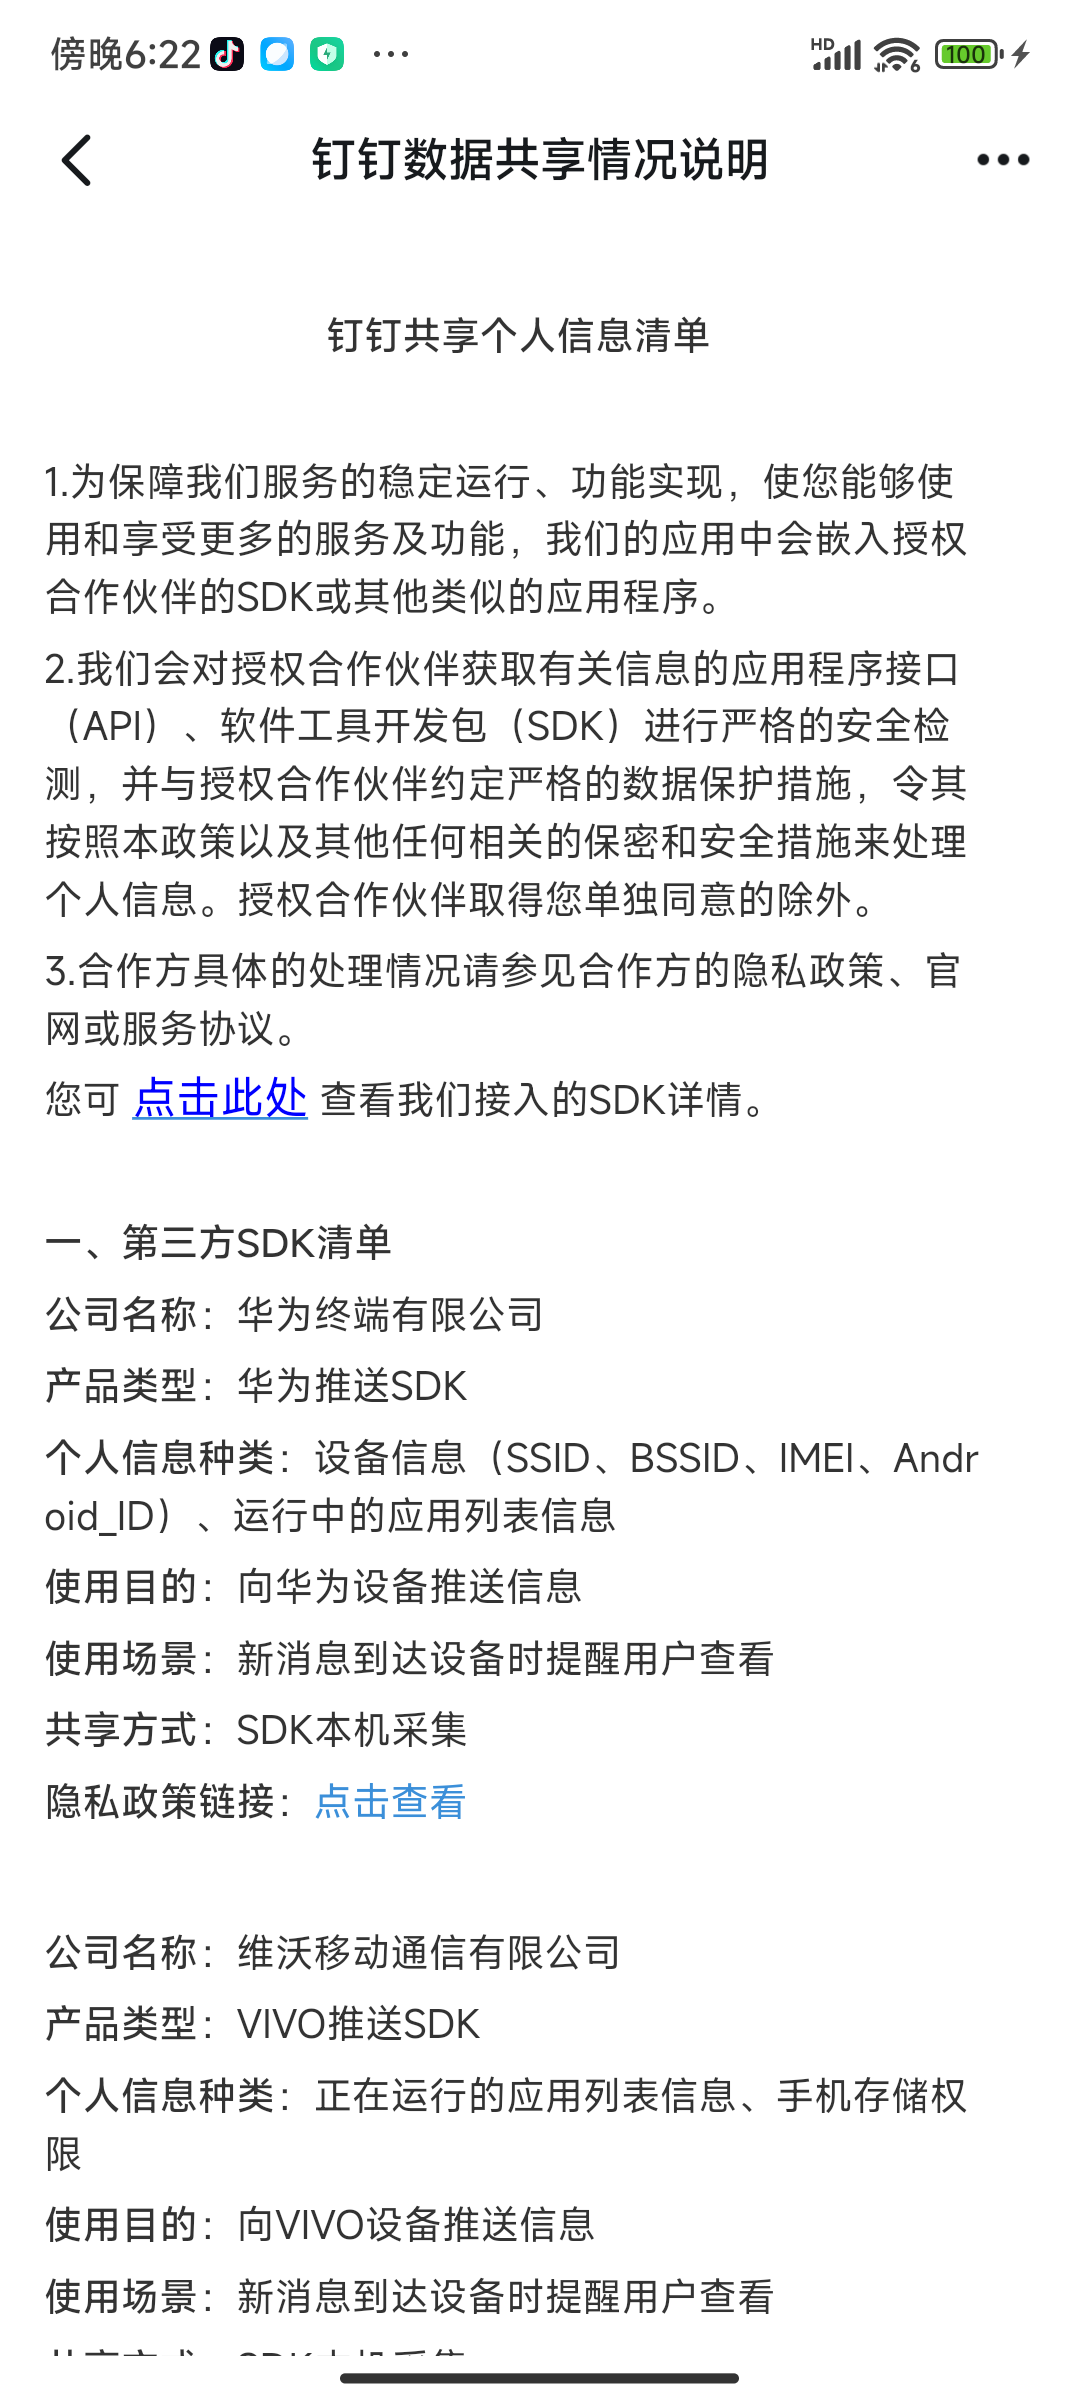 傍晚6:22
HD
6
100
钉钉数据共享情况说明
钉钉共享个人信息清单
1.为保障我们服务的稳定运行、功能实现，使您能够使
用和享受更多的服务及功能，我们的应用中会嵌入授权
合作伙伴的SDK或其他类似的应用程序。
2.我们会对授权合作伙伴获取有关信息的应用程序接口
（API）、软件工具开发包（SDK）进行严格的安全检
测，并与授权合作伙伴约定严格的数据保护措施，令其
按照本政策以及其他任何相关的保密和安全措施来处理
个人信息。授权合作伙伴取得您单独同意的除外。
3.合作方具体的处理情况请参见合作方的隐私政策、官
网或服务协议。
您可 点击此处 查看我们接入的SDK详情。
一、第三方SDK清单
公司名称：华为终端有限公司
产品类型：华为推送SDK
个人信息种类：设备信息（SSID、BSSID、IMEI、Andr
oid_ID）、运行中的应用列表信息
使用目的：向华为设备推送信息
使用场景：新消息到达设备时提醒用户查看
共享方式：SDK本机采集
隐私政策链接：点击查看
公司名称：维沃移动通信有限公司
产品类型：VIVO推送SDK
个人信息种类：正在运行的应用列表信息、手机存储权
限
使用目的：向VIVO设备推送信息
使用场景：新消息到达设备时提醒用户查看